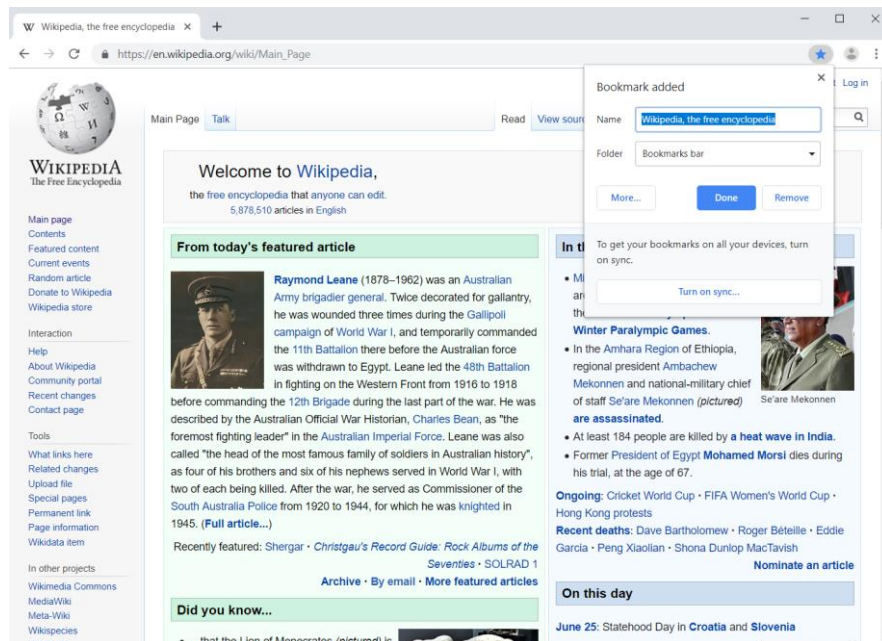 Wikipedia, the free encyclopedia
https://en.wikipedia.org/wiki/Main_Page
Bookmark added
Name Wikipedia, the free encyclopedia
Folder Bookmarks bar
More... Done Remove
To get your bookmarks on all your devices, turn
on sync.
Turn on sync...
Log in
WIKIPEDIA
The Free Encyclopedia
Main page
Contents
Featured content
Current events
Random article
Donate to Wikipedia
Wikipedia store
Interaction
Help
About Wikipedia
Community portal
Recent changes
Contact page
Tools
What links here
Related changes
Upload file
Special pages
Permanent link
Page information
Wikidata item
In other projects
Wikimedia Commons
MediaWiki
Meta-Wiki
Wikispecies
Main Page Talk Read View
Welcome to Wikipedia,
the free encyclopedia that anyone can edit.
5,878,510 articles in English
From today's featured article
Raymond Leane (1878–1962) was an Australian
Army brigadier general. Twice decorated for gallantry,
he was wounded three times during the Gallipoli
campaign of World War I, and temporarily commanded
the 11th Battalion there before the Australian force
was withdrawn to Egypt. Leane led the 48th Battalion
in fighting on the Western Front from 1916 to 1918
before commanding the 12th Brigade during the last part of the war. He was
described by the Australian Official War Historian, Charles Bean, as "the
foremost fighting leader" in the Australian Imperial Force. Leane was also
called "the head of the most famous family of soldiers in Australian history",
as four of his brothers and six of his nephews served in World War I, with
two of each being killed. After the war, he served as Commissioner of the
South Australia Police from 1920 to 1944, for which he was knighted in
1945. (Full article...)
Recently featured: Shergar · Christgau's Record Guide: Rock Albums of the
Seventies · SOLRAD 1
Archive · By email · More featured articles
Did you know...
that the Lion of Menecrates (pictured) is
In
Winter Paralympic Games.
• In the Amhara Region of Ethiopia,
regional president Ambachew
Mekonnen and national-military chief
of staff Se'are Mekonnen (pictured)
are assassinated.
Se'are Mekonnen
• At least 184 people are killed by a heat wave in India.
• Former President of Egypt Mohamed Morsi dies during
his trial, at the age of 67.
Ongoing: Cricket World Cup · FIFA Women's World Cup ·
Hong Kong protests
Recent deaths: Dave Bartholomew · Roger Béteille · Eddie
Garcia · Peng Xiaolian · Shona Dunlop MacTavish
Nominate an article
On this day
June 25: Statehood Day in Croatia and Slovenia